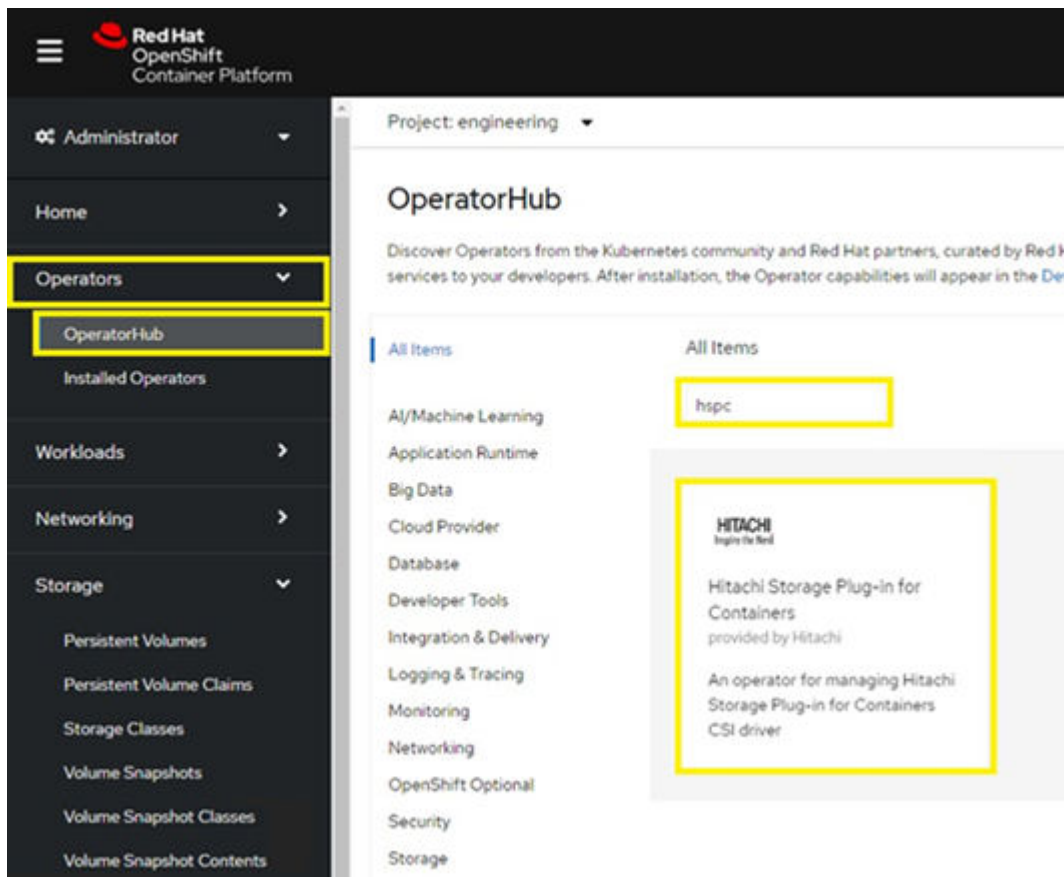 Red Hat
OpenShift
Container Platform
Administrator
Home
Operators
OperatorHub
Installed Operators
Workloads
Networking
Storage
Persistent Volumes
Persistent Volume Claims
Storage Classes
Volume Snapshots
Volume Snapshot Classes
Volume Snapshot Contents
Project: engineering
OperatorHub
Discover Operators from the Kubernetes community and Red Hat partners, curated by Red
services to your developers. After installation, the Operator capabilities will appear in the
All Items
AI/Machine Learning
Application Runtime
Big Data
Cloud Provider
Database
Developer Tools
Integration & Delivery
Logging & Tracing
Monitoring
Networking
OpenShift Optional
Security
Storage
All Items
hspc
HITACHI
Inspire the Next
Hitachi Storage Plug-in for
Containers
provided by Hitachi
An operator for managing Hitachi
Storage Plug-in for Containers
CSI driver